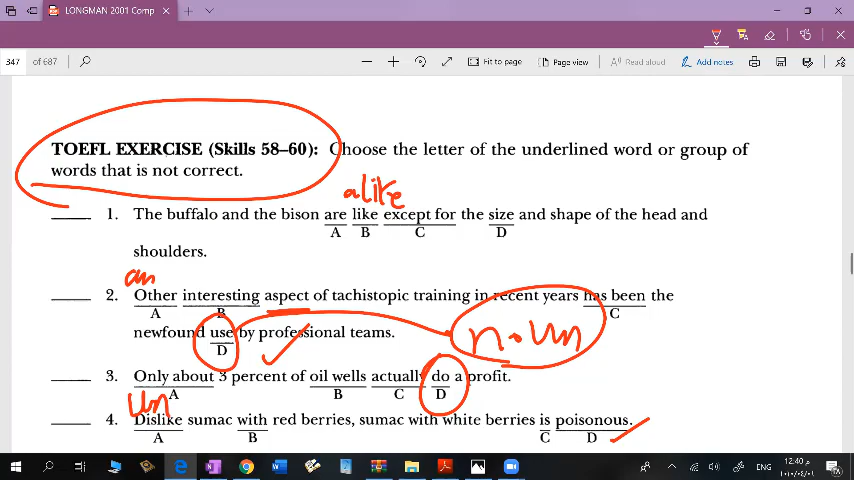 LONGMAN 2001 Comp
347 of 687
Fit to page
Page view
Read aloud
Add notes
TOEFL EXERCISE (Skills 58–60): Choose the letter of the underlined word or group of
words that is not correct.
alike
1. The buffalo and the bison are like except for the size and shape of the head and
A B C D
shoulders.
an
2. Other interesting aspect of tachistopic training in recent years has been the
A B C
newfound use by professional teams.
D
noun
3. Only about 3 percent of oil wells actually do a profit.
A B C D
un
4. Dislike sumac with red berries, sumac with white berries is poisonous.
A B C D
ENG